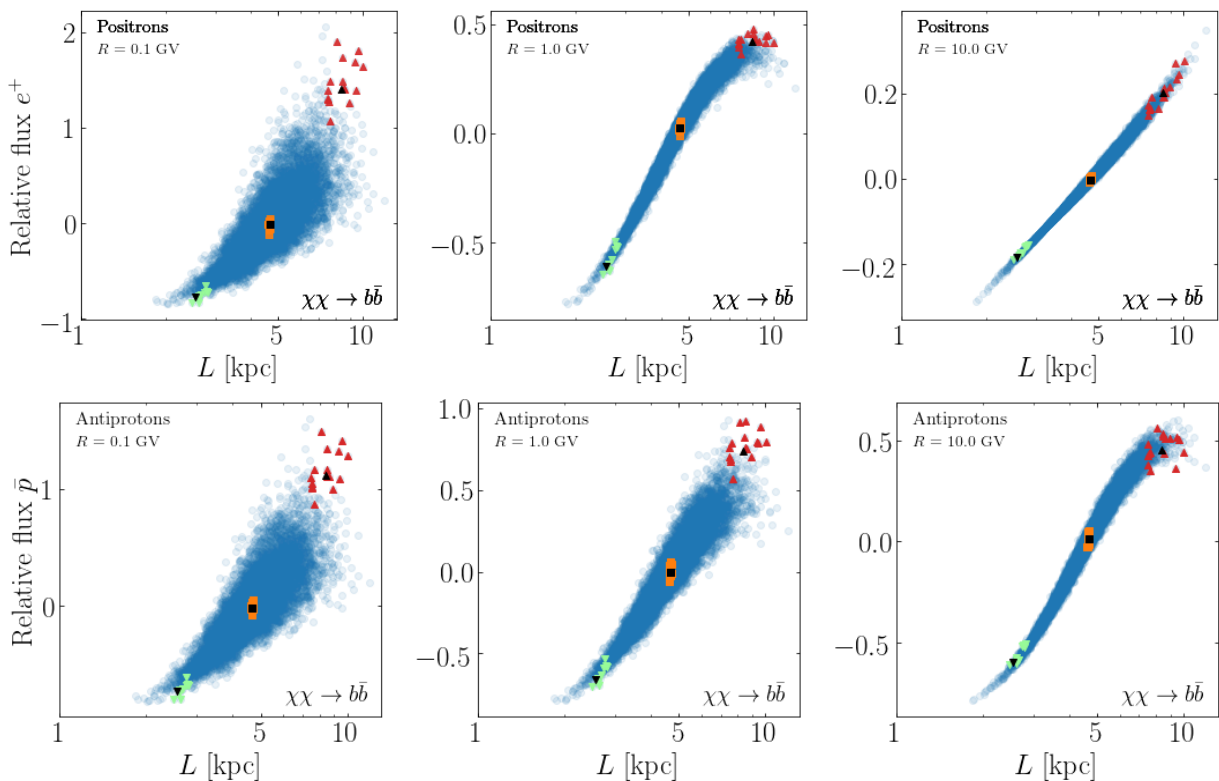 Positrons
R = 0.1 GV
Relative flux e⁺
2
1
0
−1
χχ → bb̄
1
5
10
L [kpc]
Positrons
R = 1.0 GV
0.5
0.0
−0.5
χχ → bb̄
1
5
10
L [kpc]
Positrons
R = 10.0 GV
0.2
0.0
−0.2
χχ → bb̄
1
5
10
L [kpc]
Antiprotons
R = 0.1 GV
Relative flux p̄
1
0
χχ → bb̄
1
5
10
L [kpc]
Antiprotons
R = 1.0 GV
1.0
0.5
0.0
−0.5
χχ → bb̄
1
5
10
L [kpc]
Antiprotons
R = 10.0 GV
0.5
0.0
−0.5
χχ → bb̄
1
5
10
L [kpc]